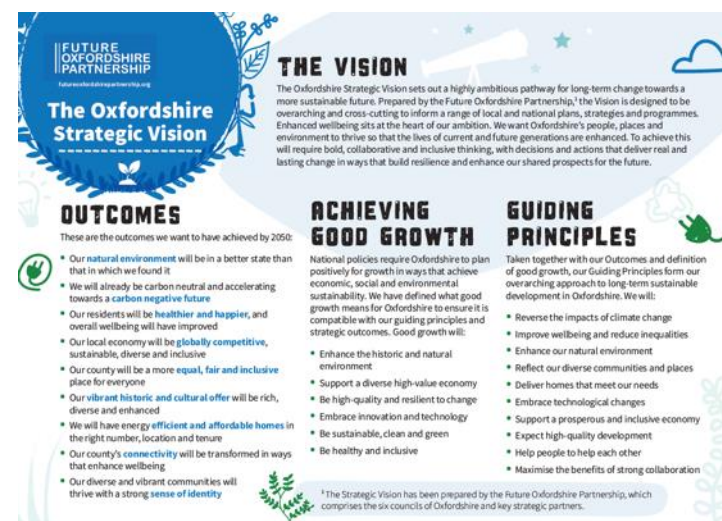 FUTURE
OXFORDSHIRE
PARTNERSHIP
futureoxfordshirepartnership.org
The Oxfordshire
Strategic Vision
THE VISION
The Oxfordshire Strategic Vision sets out a highly ambitious pathway for long-term change towards a
more sustainable future. Prepared by the Future Oxfordshire Partnership,¹ the Vision is designed to be
overarching and cross-cutting to inform a range of local and national plans, strategies and programmes.
Enhanced wellbeing sits at the heart of our ambition. We want Oxfordshire's people, places and
environment to thrive so that the lives of current and future generations are enhanced. To achieve this
will require bold, collaborative and inclusive thinking, with decisions and actions that deliver real and
lasting change in ways that build resilience and enhance our shared prospects for the future.
OUTCOMES
These are the outcomes we want to have achieved by 2050:
• Our natural environment will be in a better state than
that in which we found it
• We will already be carbon neutral and accelerating
towards a carbon negative future
• Our residents will be healthier and happier, and
overall wellbeing will have improved
• Our local economy will be globally competitive,
sustainable, diverse and inclusive
• Our county will be a more equal, fair and inclusive
place for everyone
• Our vibrant historic and cultural offer will be rich,
diverse and enhanced
• We will have energy efficient and affordable homes in
the right number, location and tenure
• Our county's connectivity will be transformed in ways
that enhance wellbeing
• Our diverse and vibrant communities will
thrive with a strong sense of identity
ACHIEVING
GOOD GROWTH
National policies require Oxfordshire to plan
positively for growth in ways that achieve
economic, social and environmental
sustainability. We have defined what good
growth means for Oxfordshire to ensure it is
compatible with our guiding principles and
strategic outcomes. Good growth will:
• Enhance the historic and natural
environment
• Support a diverse high-value economy
• Be high-quality and resilient to change
• Embrace innovation and technology
• Be sustainable, clean and green
• Be healthy and inclusive
GUIDING
PRINCIPLES
Taken together with our Outcomes and definition
of good growth, our Guiding Principles form our
overarching approach to long-term sustainable
development in Oxfordshire. We will:
• Reverse the impacts of climate change
• Improve wellbeing and reduce inequalities
• Enhance our natural environment
• Reflect our diverse communities and places
• Deliver homes that meet our needs
• Embrace technological changes
• Support a prosperous and inclusive economy
• Expect high-quality development
• Help people to help each other
• Maximise the benefits of strong collaboration
¹ The Strategic Vision has been prepared by the Future Oxfordshire Partnership, which
comprises the six councils of Oxfordshire and key strategic partners.